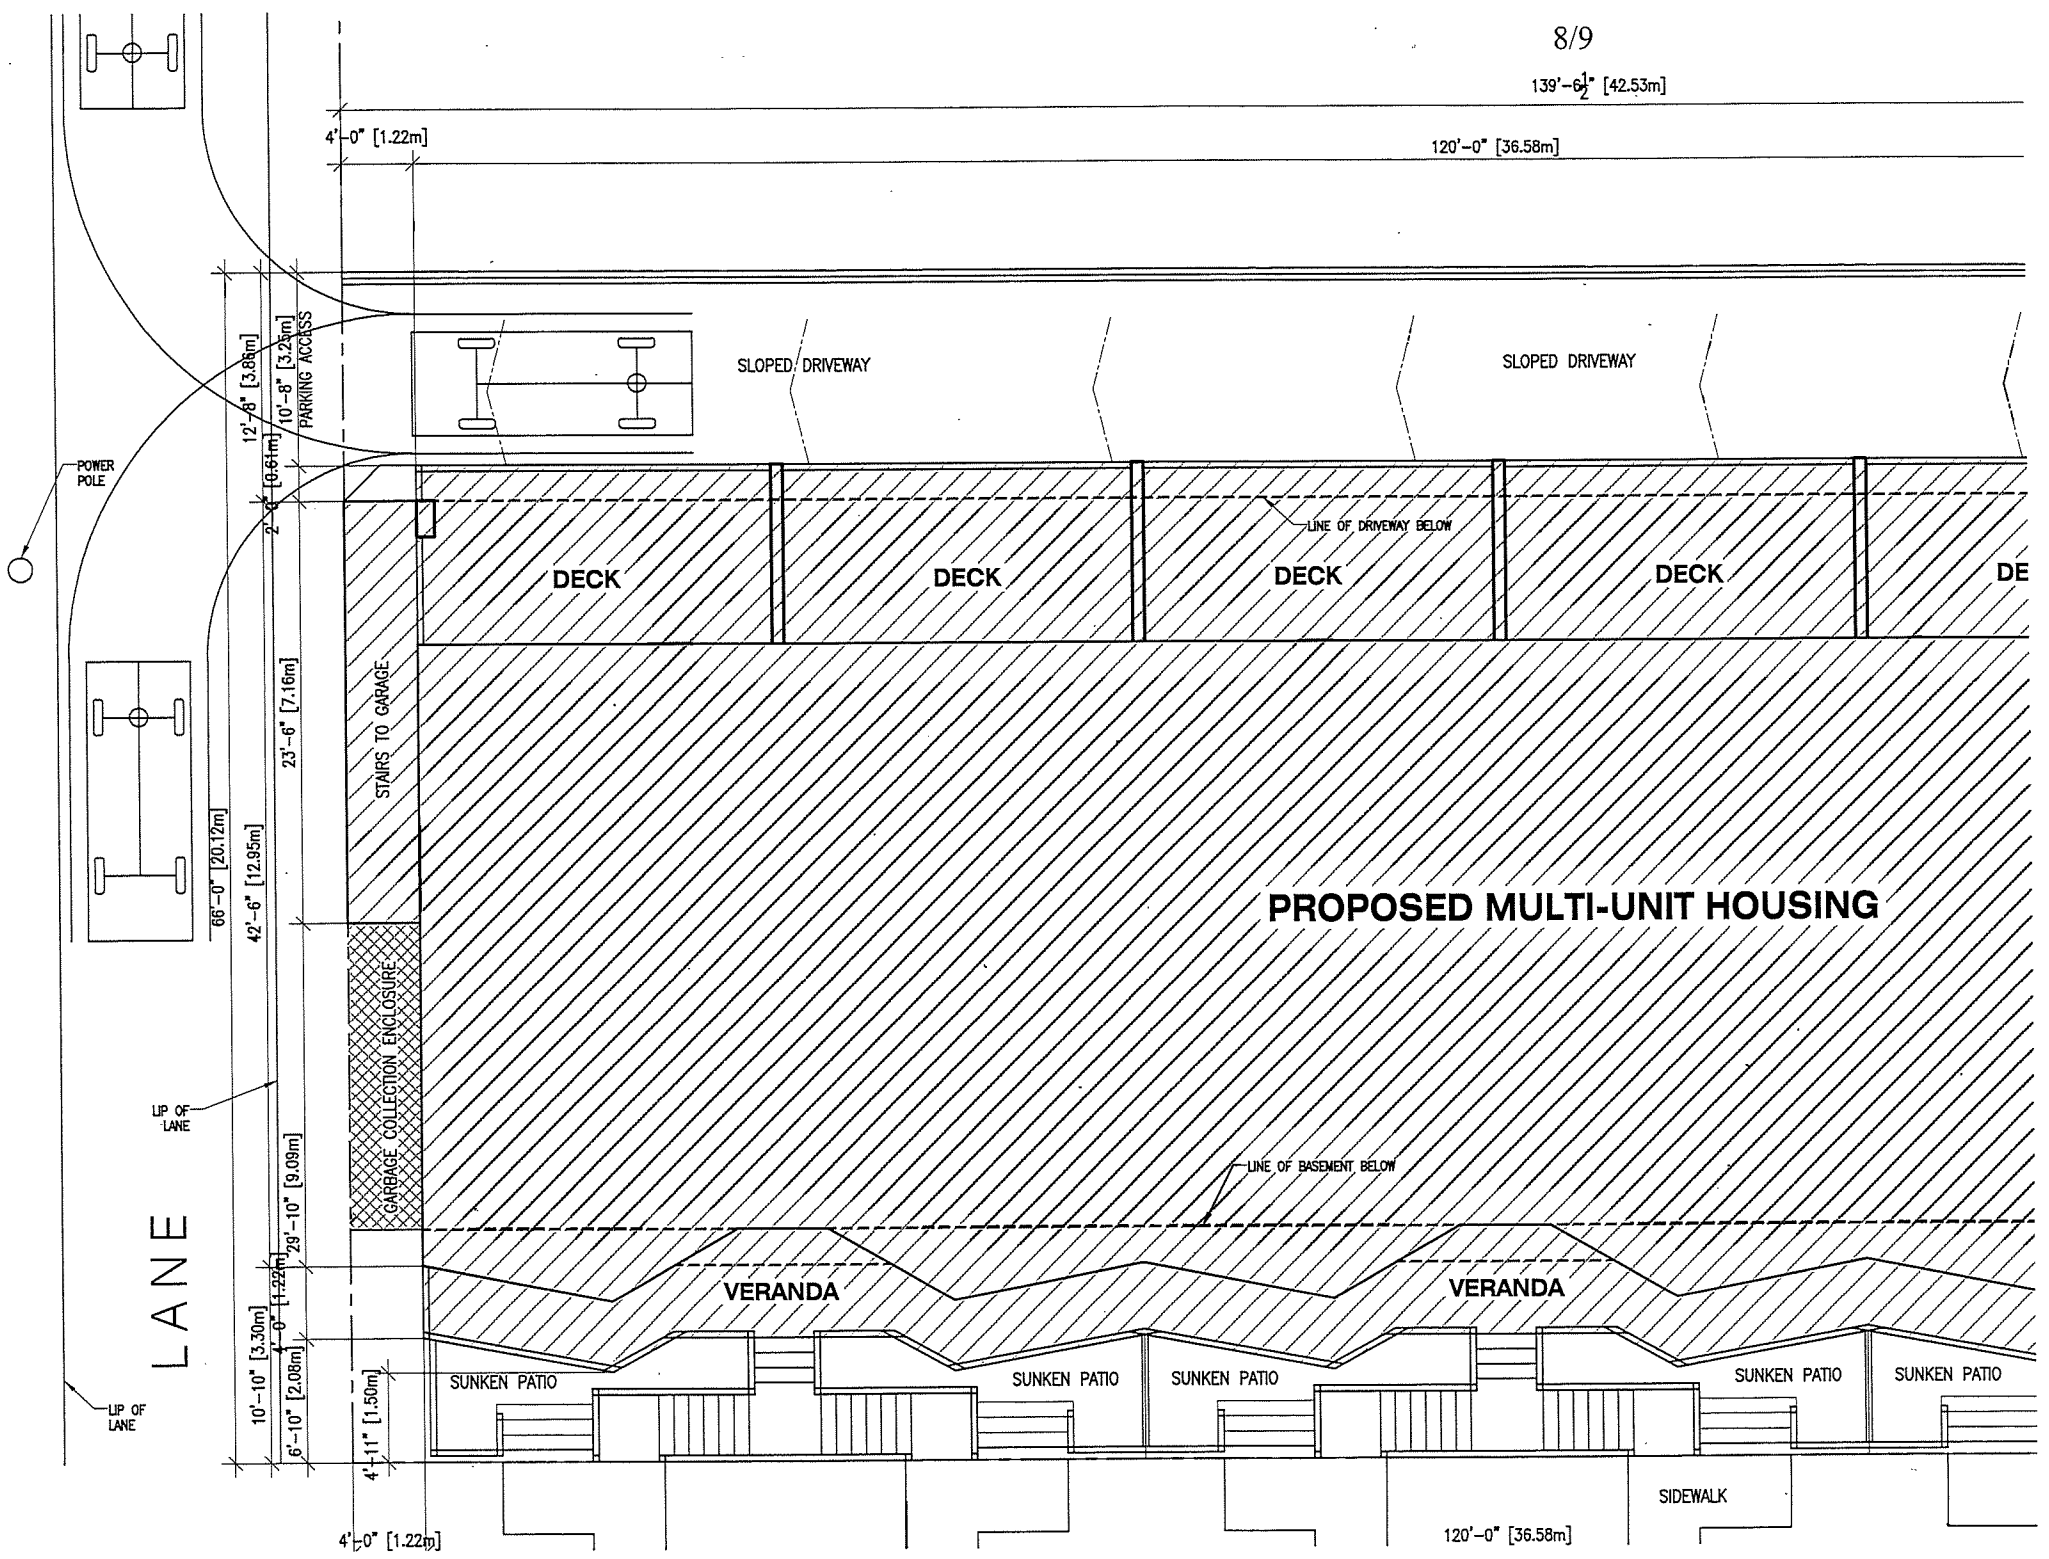 8/9
139'-6 1/2" [42.53m]
4'-0" [1.22m]
120'-0" [36.58m]
12'-8" [3.86m]
10'-8" [3.25m]
PARKING ACCESS
SLOPED DRIVEWAY
SLOPED DRIVEWAY
POWER
POLE
2'-0" [0.61m]
LINE OF DRIVEWAY BELOW
DECK
DECK
DECK
DECK
DE
STAIRS TO GARAGE
23'-6" [7.16m]
66'-0" [20.12m]
42'-6" [12.95m]
PROPOSED MULTI-UNIT HOUSING
GARBAGE COLLECTION ENCLOSURE
LIP OF
LANE
29'-10" [9.09m]
LINE OF BASEMENT BELOW
LANE
4'-0" [1.22m]
VERANDA
VERANDA
10'-10" [3.30m]
6'-10" [2.08m]
4'-11" [1.50m]
SUNKEN PATIO
SUNKEN PATIO
SUNKEN PATIO
SUNKEN PATIO
SUNKEN PATIO
LIP OF
LANE
SIDEWALK
4'-0" [1.22m]
120'-0" [36.58m]